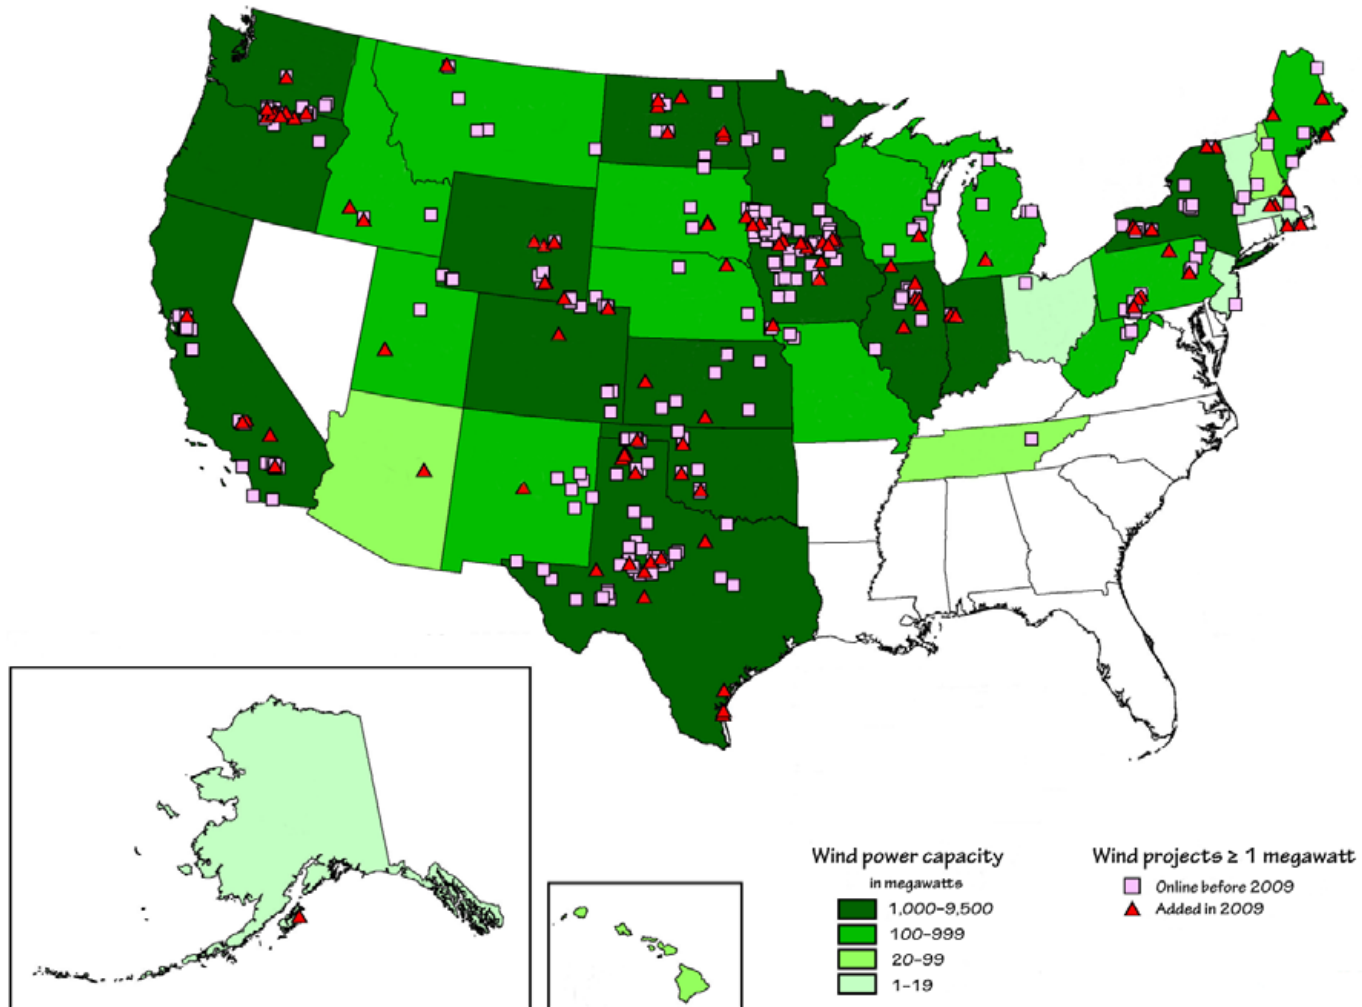 Wind power capacity
in megawatts
1,000-9,500
100-999
20-99
1-19
Wind projects ≥ 1 megawatt
Online before 2009
Added in 2009